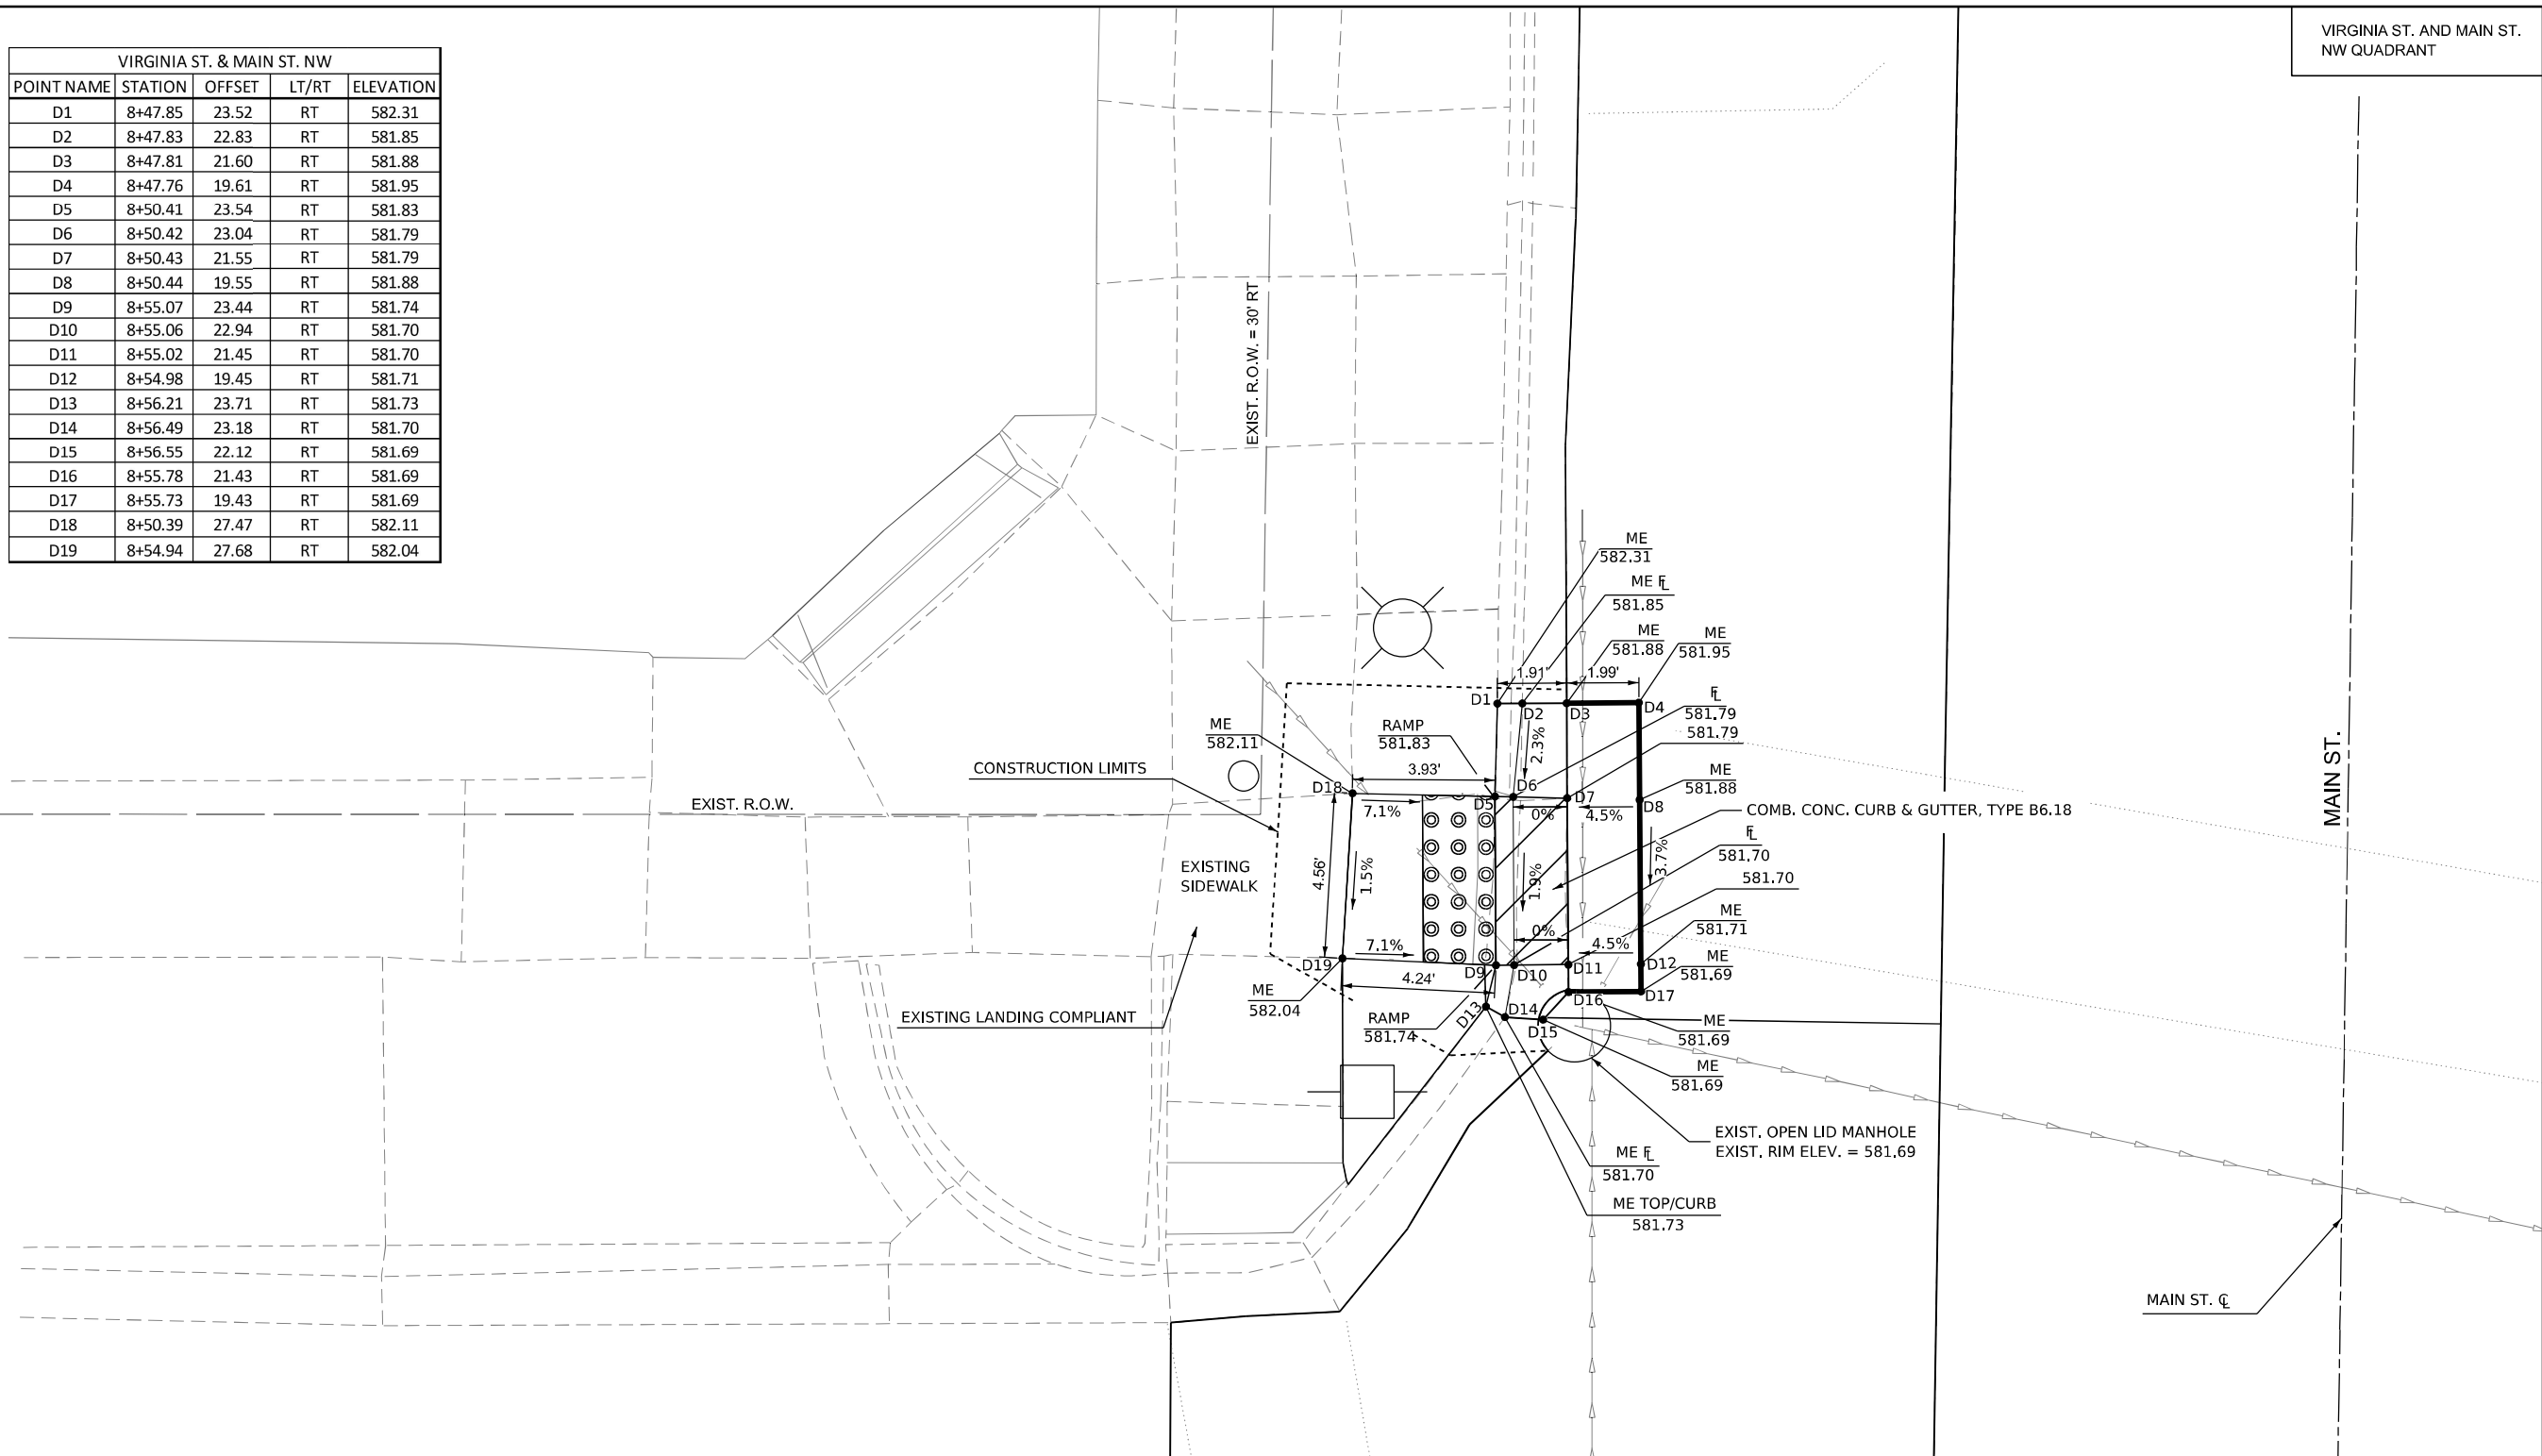 VIRGINIA ST. AND MAIN ST.
NW QUADRANT
VIRGINIA ST. & MAIN ST. NW
POINT NAME STATION OFFSET LT/RT ELEVATION
D1 8+47.85 23.52 RT 582.31
D2 8+47.83 22.83 RT 581.85
D3 8+47.81 21.60 RT 581.88
D4 8+47.76 19.61 RT 581.95
D5 8+50.41 23.54 RT 581.83
D6 8+50.42 23.04 RT 581.79
D7 8+50.43 21.55 RT 581.79
D8 8+50.44 19.55 RT 581.88
D9 8+55.07 23.44 RT 581.74
D10 8+55.06 22.94 RT 581.70
D11 8+55.02 21.45 RT 581.70
D12 8+54.98 19.45 RT 581.71
D13 8+56.21 23.71 RT 581.73
D14 8+56.49 23.18 RT 581.70
D15 8+56.55 22.12 RT 581.69
D16 8+55.78 21.43 RT 581.69
D17 8+55.73 19.43 RT 581.69
D18 8+50.39 27.47 RT 582.11
D19 8+54.94 27.68 RT 582.04
EXIST. R.O.W. = 30' RT
ME
582.31
ME FL
581.85
ME
581.88
ME
581.95
1.91'
1.99'
D1
D2
D3
D4
FL
581.79
581.79
ME
582.11
RAMP
581.83
2.3%
MAIN ST.
CONSTRUCTION LIMITS
3.93'
D18
D5
D6
D7
D8
ME
581.88
EXIST. R.O.W.
7.1%
0%
4.5%
COMB. CONC. CURB & GUTTER, TYPE B6.18
FL
581.70
EXISTING
SIDEWALK
4.56'
1.5%
1.9%
3.7%
581.70
ME
581.71
0%
4.5%
7.1%
D19
D9
D10
D11
D12
ME
581.69
4.24'
ME
582.04
D13
D14
D15
D16
D17
EXISTING LANDING COMPLIANT
RAMP
581.74
ME
581.69
ME
581.69
EXIST. OPEN LID MANHOLE
EXIST. RIM ELEV. = 581.69
ME FL
581.70
ME TOP/CURB
581.73
MAIN ST. CL